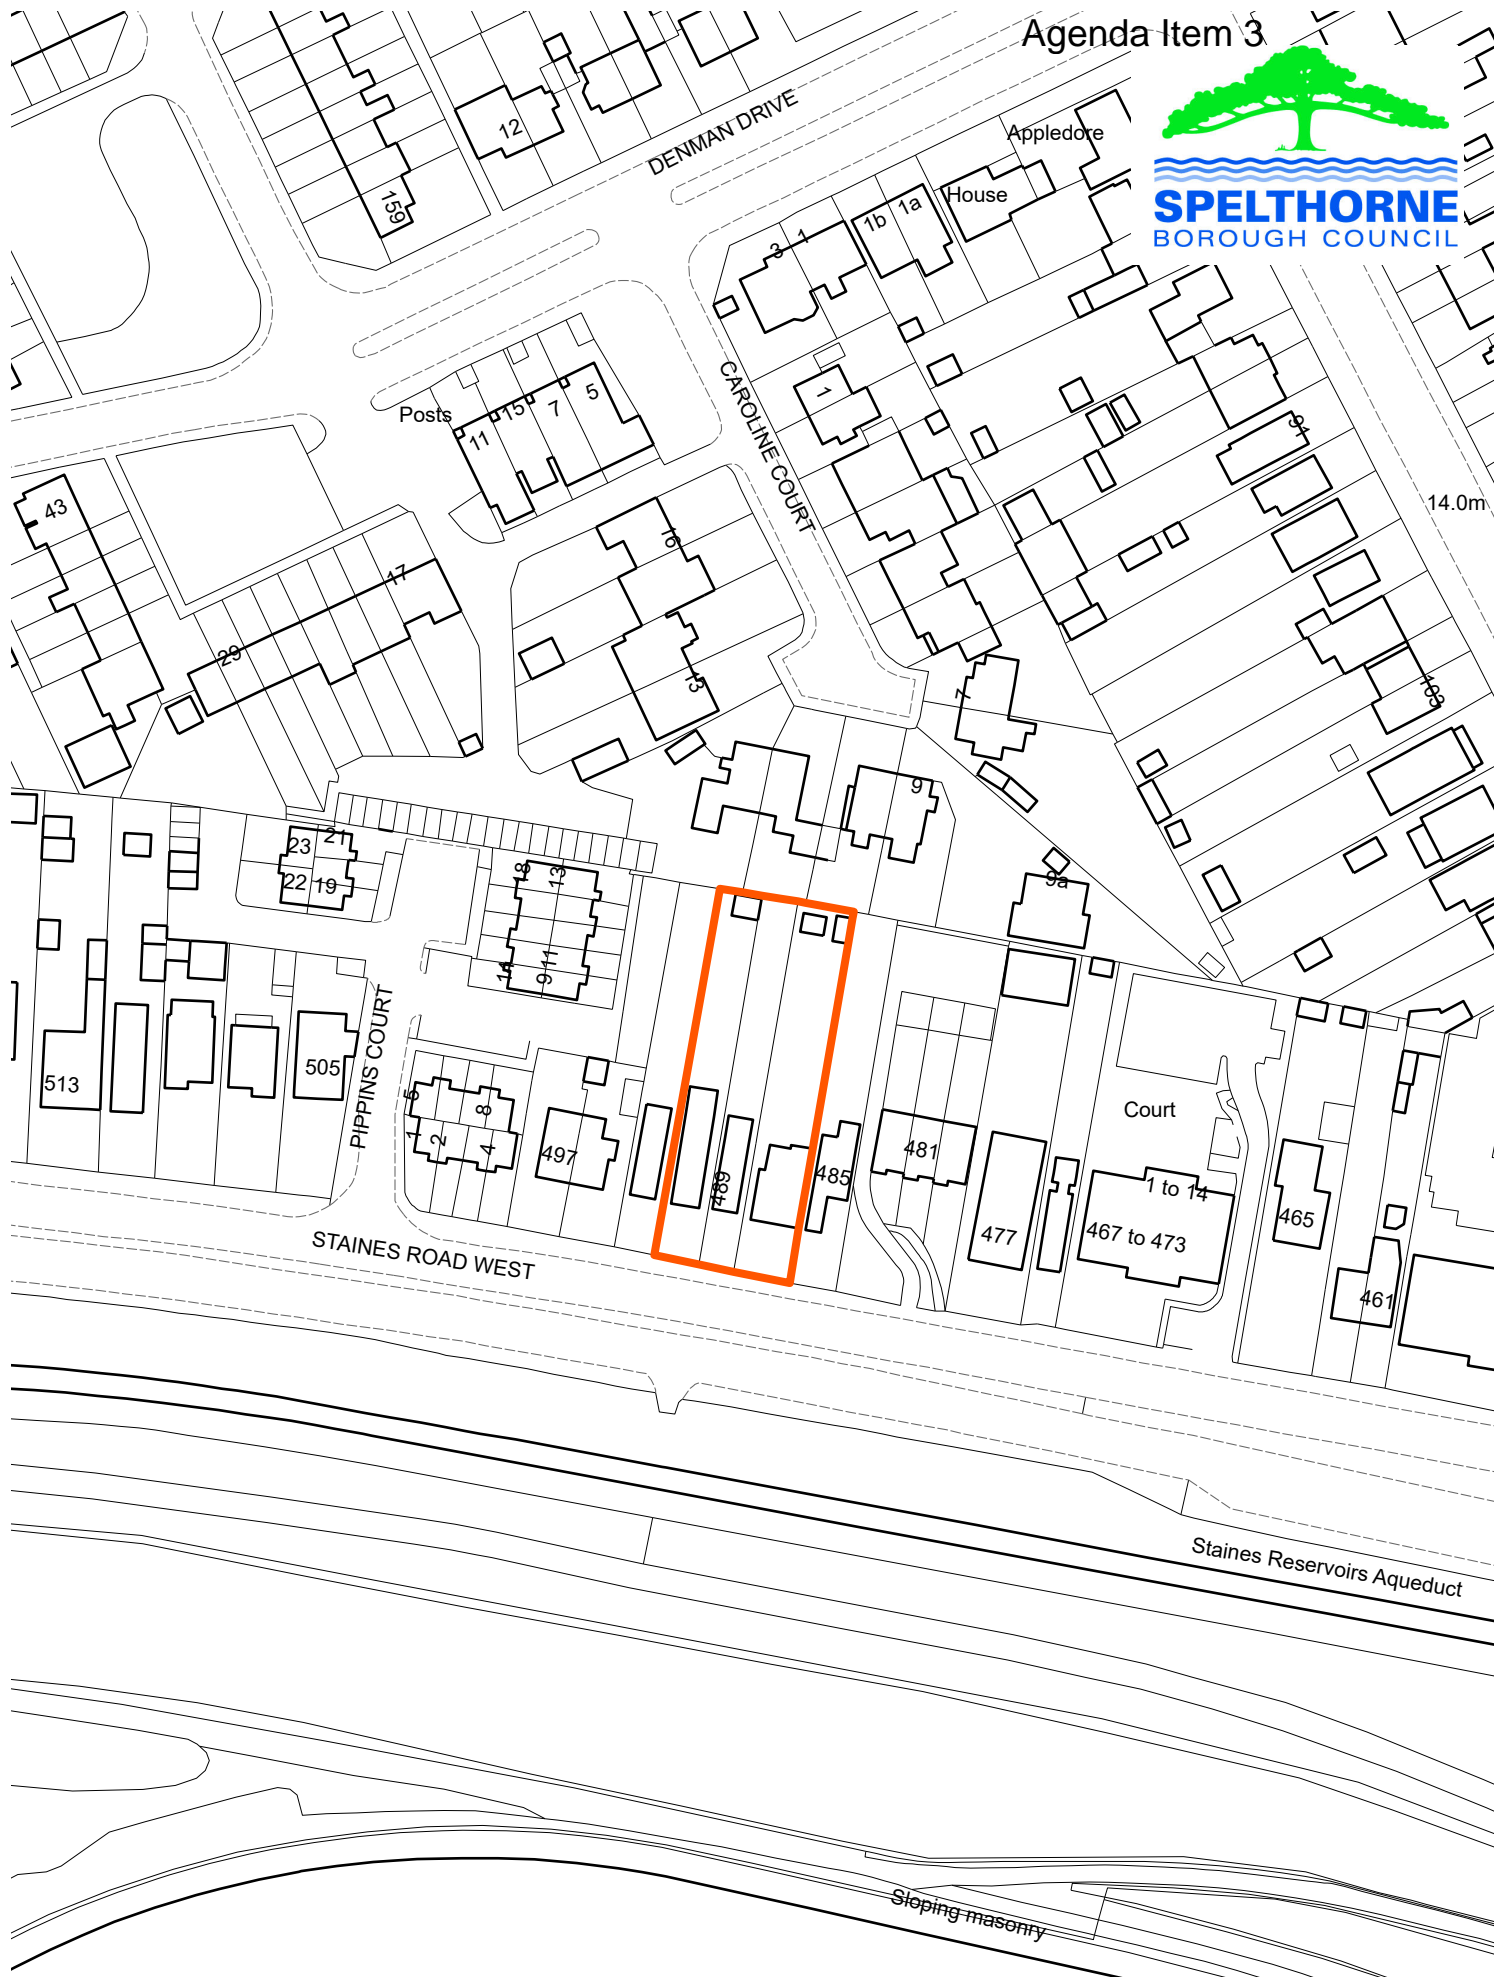 Agenda Item 3
SPELTHORNE
BOROUGH COUNCIL
12
DENMAN DRIVE
Appledore
House
159
1b
1a
3
1
Posts
11
15
7
5
CAROLINE COURT
1
91
14.0m
43
16
17
29
13
7
103
9
9a
23
21
22
19
18
13
14
11
9
513
505
PIPPINS COURT
5
8
1
2
4
497
489
485
481
477
Court
1 to 14
467 to 473
465
461
STAINES ROAD WEST
Staines Reservoirs Aqueduct
Sloping masonry